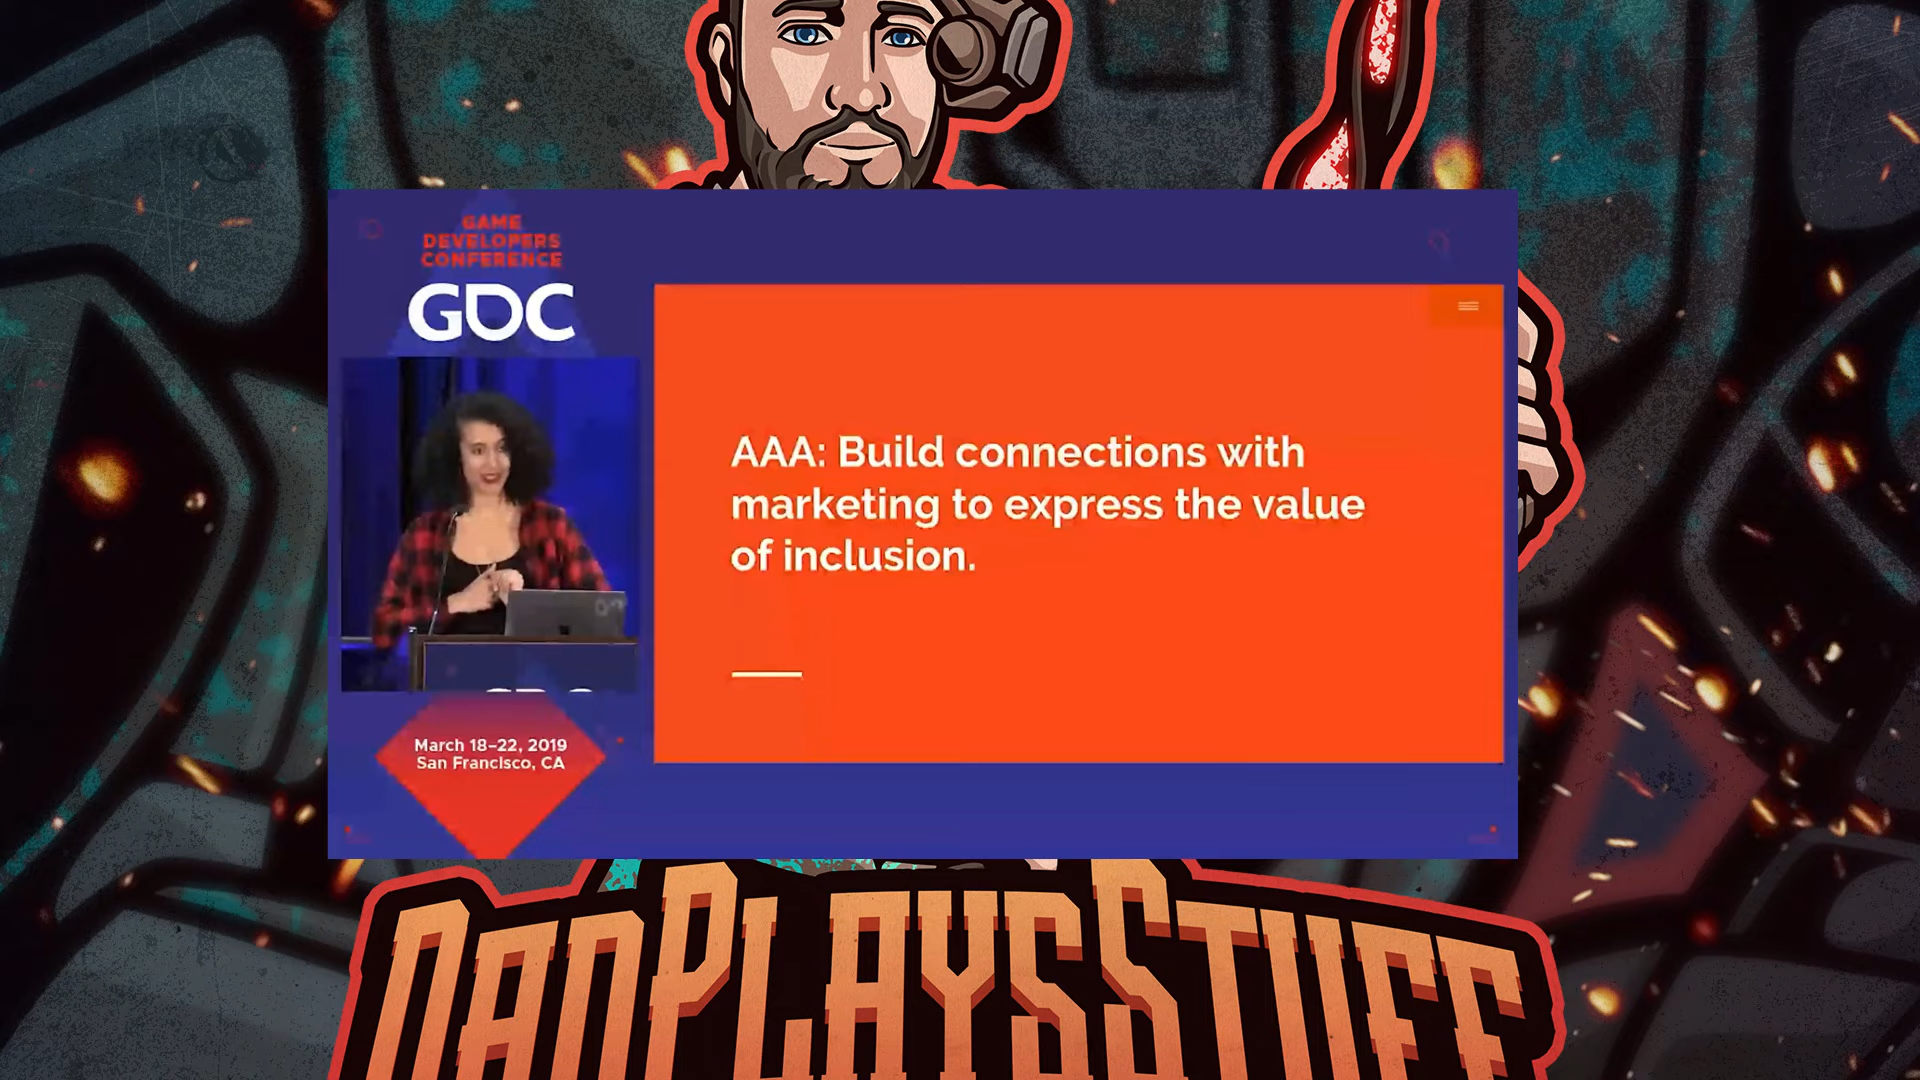 GAME
DEVELOPERS
CONFERENCE
GDC
AAA: Build connections with
marketing to express the value
of inclusion.
March 18–22, 2019
San Francisco, CA
DADPLAYSSTUFF